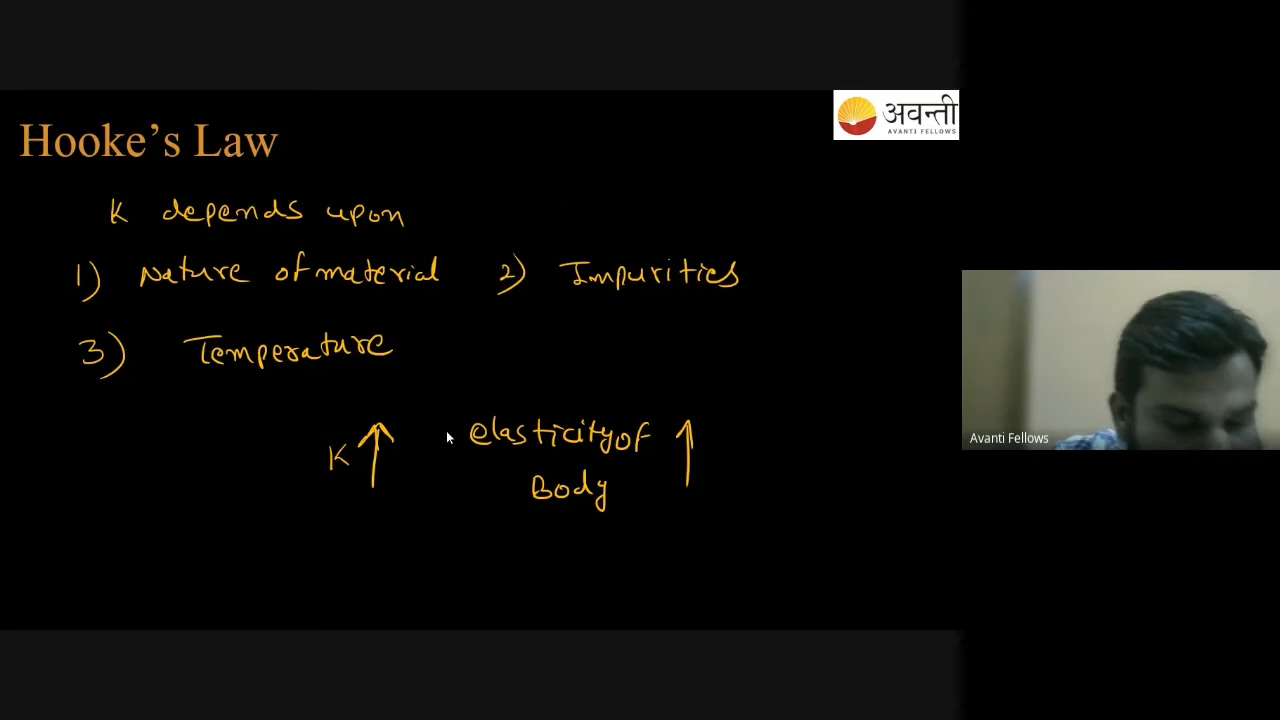 अवन्ती
AVANTI FELLOWS
Hooke's Law
K depends upon
1) Nature of material 2) Impurities
3) Temperature
K ↑ elasticity of ↑
Body
Avanti Fellows